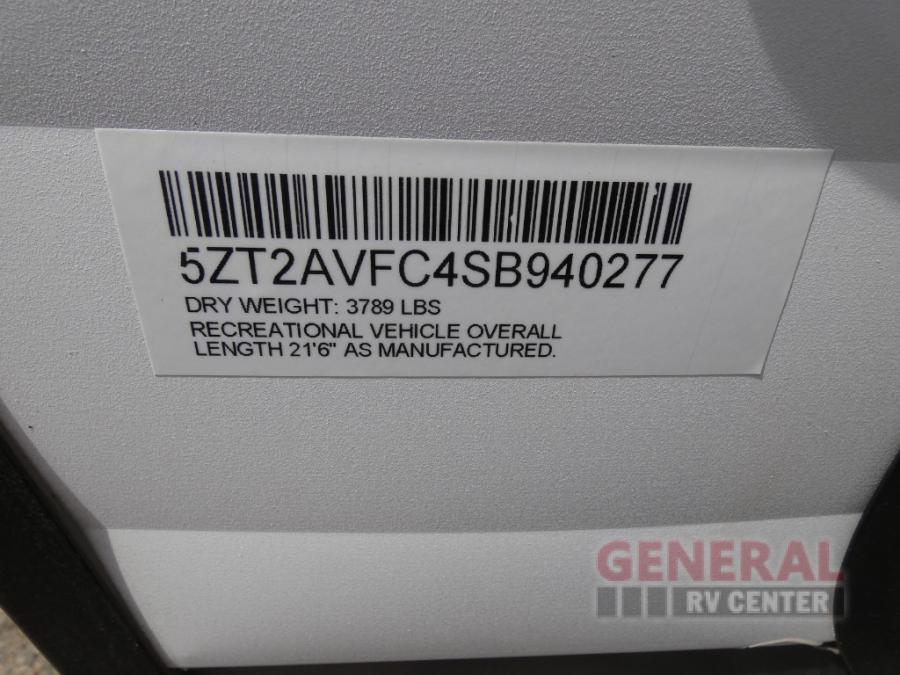 5ZT2AVFC4SB940277
DRY WEIGHT: 3789 LBS
RECREATIONAL VEHICLE OVERALL
LENGTH 21'6" AS MANUFACTURED.
GENERAL
RV CENTER